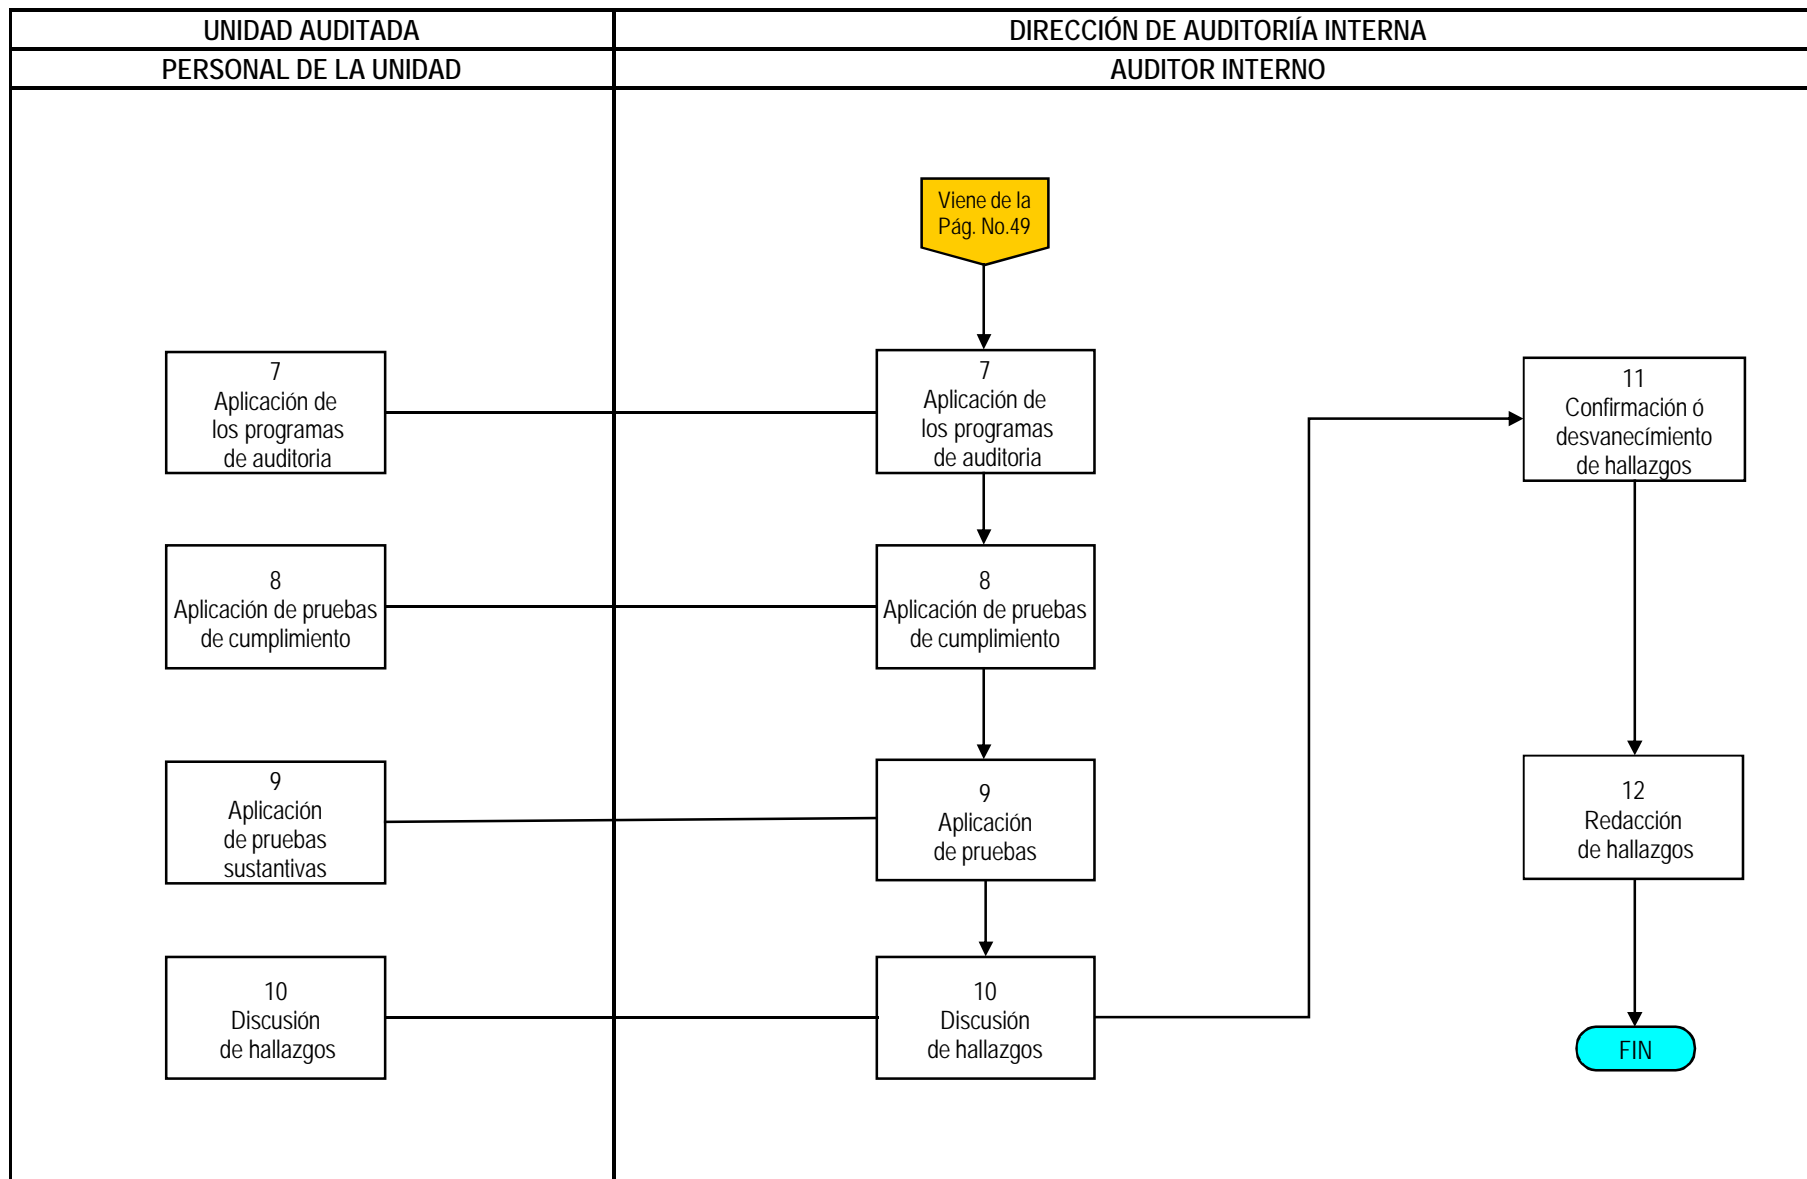 UNIDAD AUDITADA
DIRECCIÓN DE AUDITORIÍA INTERNA
PERSONAL DE LA UNIDAD
AUDITOR INTERNO
Viene de la
Pág. No.49
7
Aplicación de
los programas
de auditoria
7
Aplicación de
los programas
de auditoria
11
Confirmación ó
desvanecímiento
de hallazgos
8
Aplicación de pruebas
de cumplimiento
8
Aplicación de pruebas
de cumplimiento
9
Aplicación
de pruebas
sustantivas
9
Aplicación
de pruebas
12
Redacción
de hallazgos
10
Discusión
de hallazgos
10
Discusión
de hallazgos
FIN